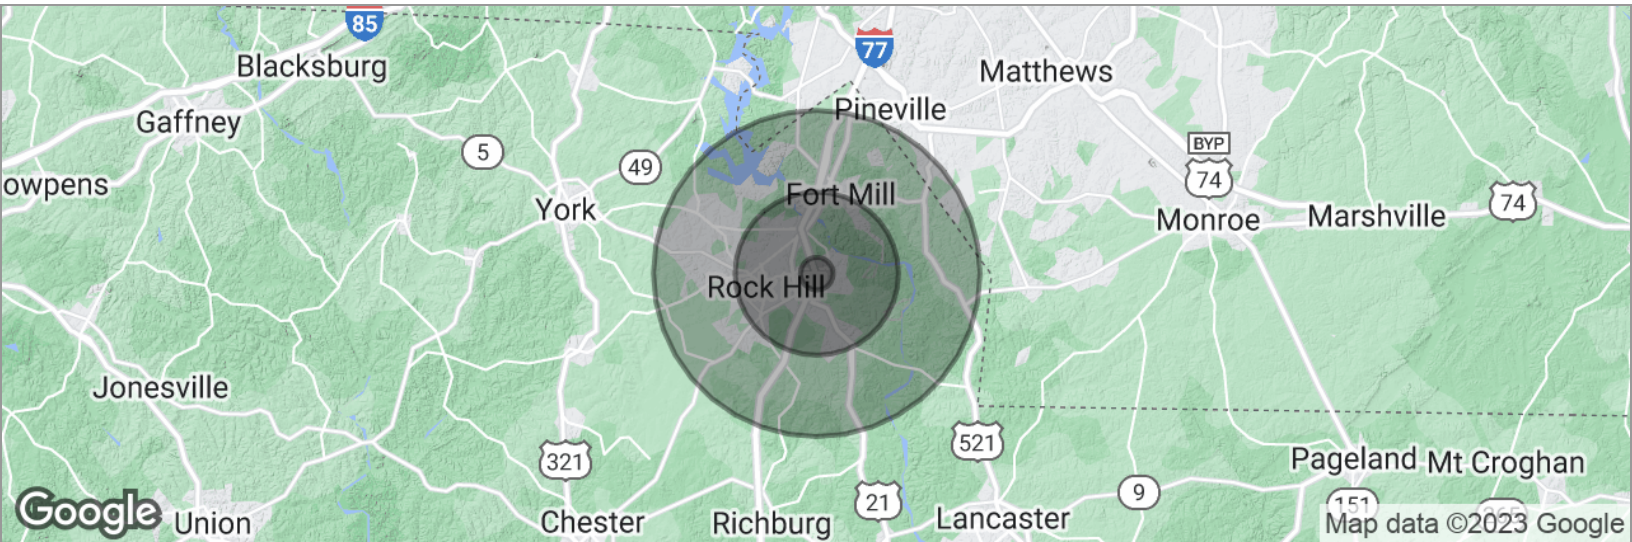 85
77
Blacksburg
Matthews
Gaffney
Pineville
5
49
BYP
74
owpens
Fort Mill
74
York
Monroe
Marshville
Rock Hill
Jonesville
521
321
Pageland
Mt Croghan
9
21
151
265
Google
Union
Chester
Richburg
Lancaster
Map data ©2023 Google